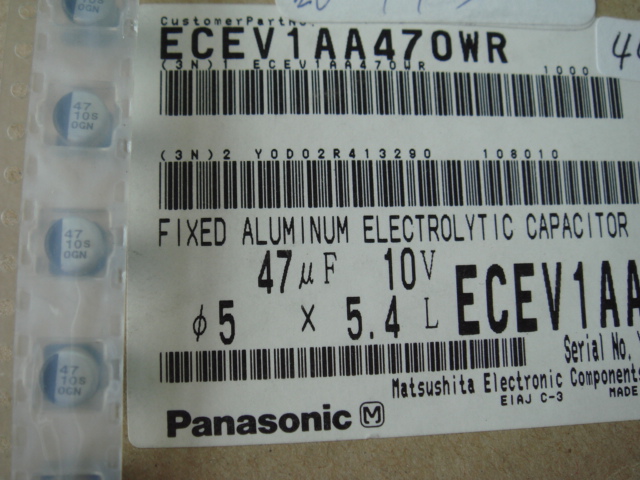 CustomerPartNo.
ECEV1AA470WR
(3N)1 ECEV1AA470WR 1000
(3N)2 Y0D02R413290 108010
FIXED ALUMINUM ELECTROLYTIC CAPACITOR
47μF 10V
φ5 × 5.4 L
ECEV1AA
Serial No.
Matsushita Electronic Components
EIAJ C-3 MADE
Panasonic M
47
10S
0GN
47
10S
0GN
47
10S
0GN